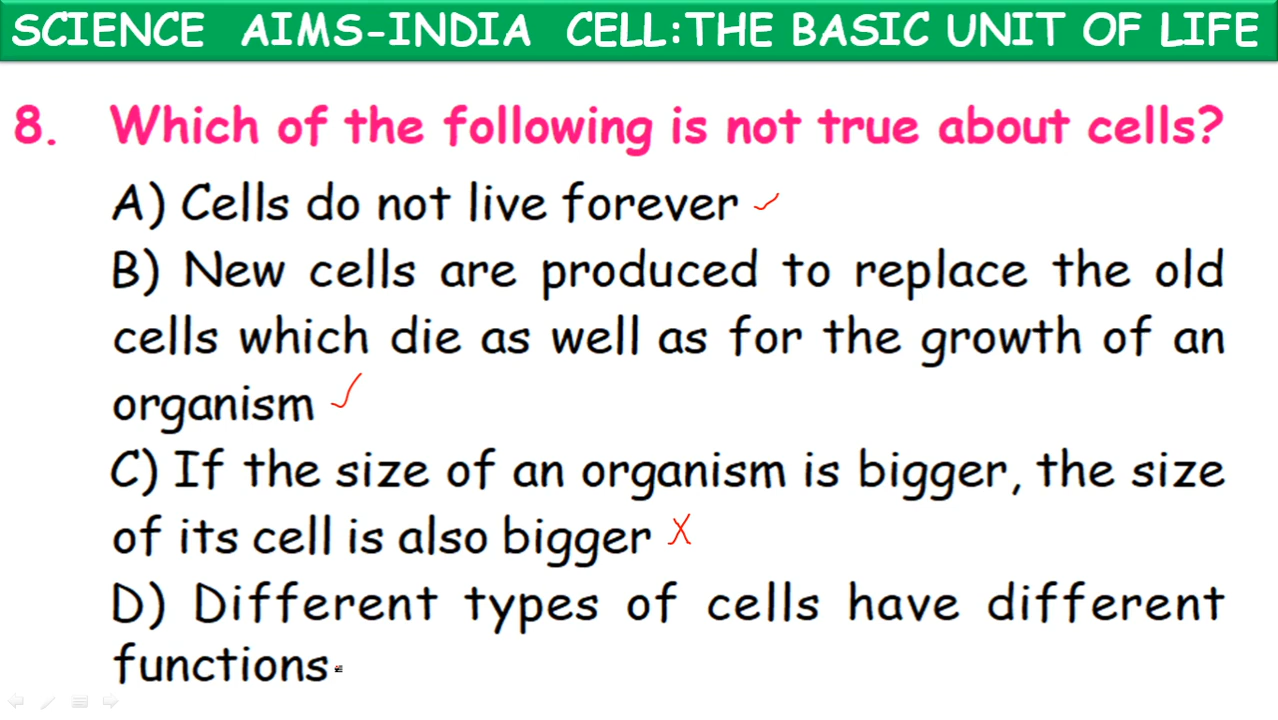 SCIENCE AIMS-INDIA CELL:THE BASIC UNIT OF LIFE
8. Which of the following is not true about cells?
A) Cells do not live forever
B) New cells are produced to replace the old
cells which die as well as for the growth of an
organism
C) If the size of an organism is bigger, the size
of its cell is also bigger
D) Different types of cells have different
functions